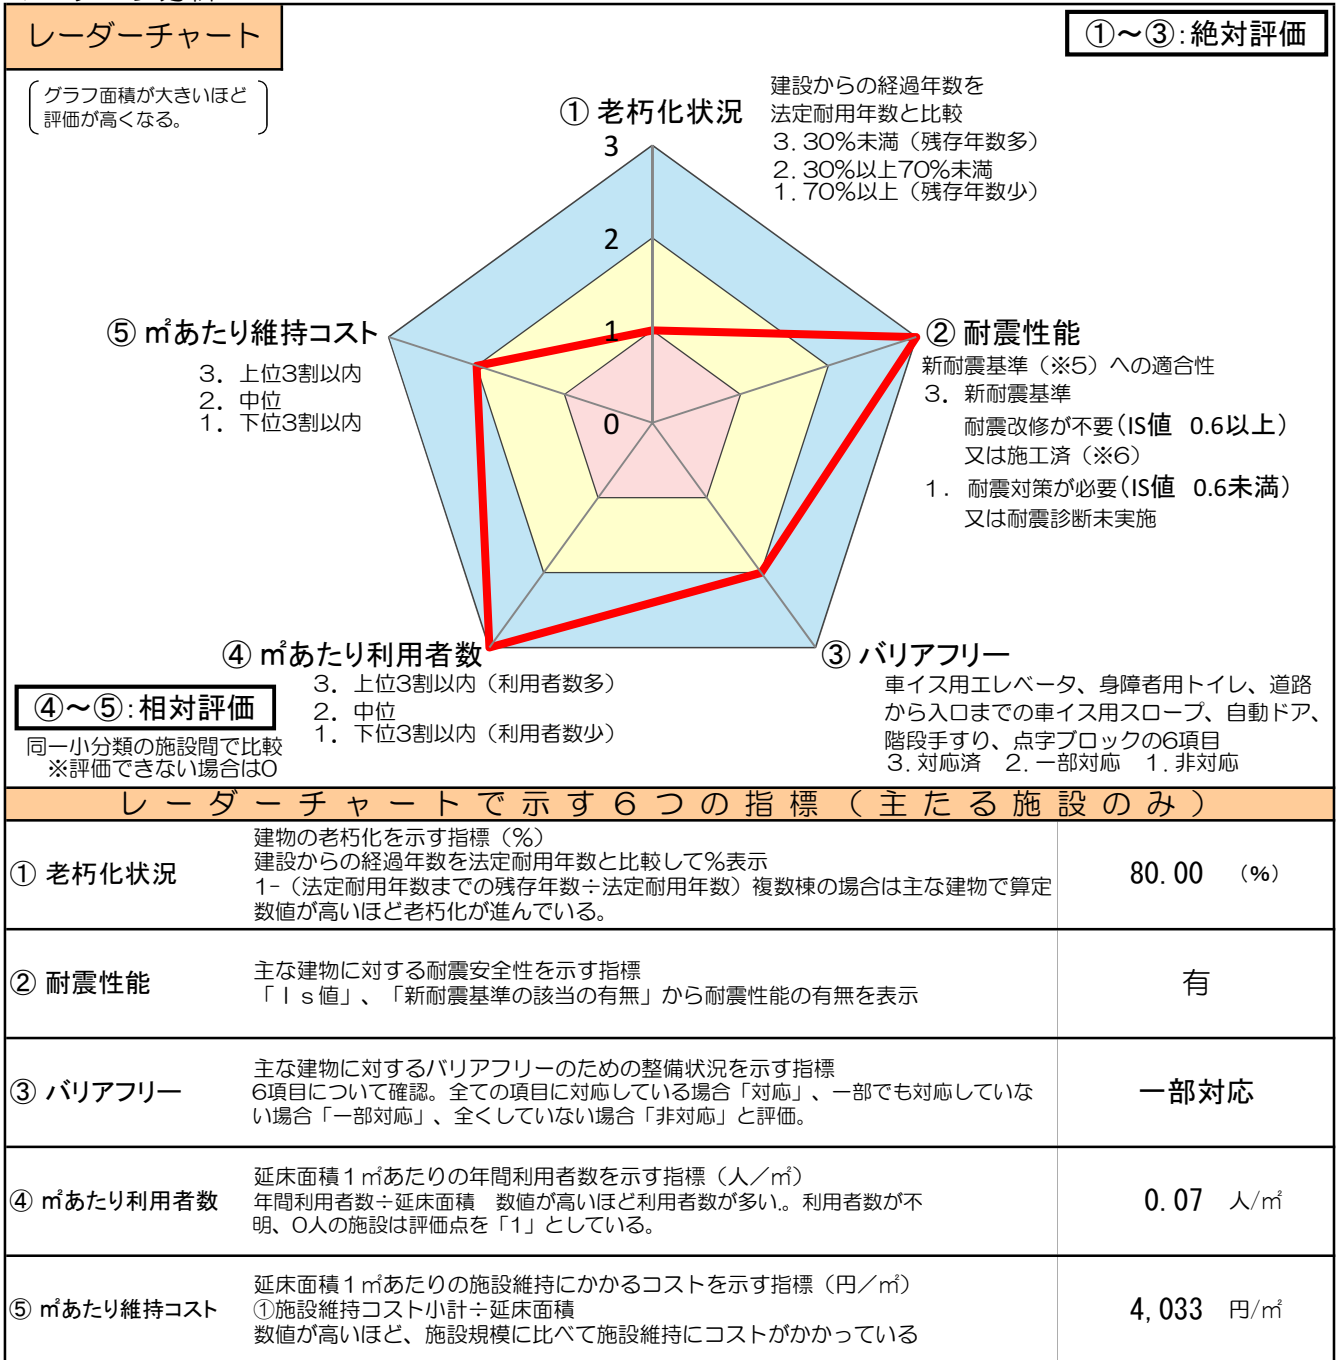 レーダーチャート
①～③:絶対評価
グラフ面積が大きいほど
評価が高くなる。
① 老朽化状況
建設からの経過年数を
法定耐用年数と比較
3. 30%未満（残存年数多）
2. 30%以上70%未満
1. 70%以上（残存年数少）
3
2
1
0
② 耐震性能
新耐震基準（※5）への適合性
3. 新耐震基準
耐震改修が不要(IS値 0.6以上)
又は施工済（※6）
1. 耐震対策が必要(IS値 0.6未満)
又は耐震診断未実施
⑤ ㎡あたり維持コスト
3. 上位3割以内
2. 中位
1. 下位3割以内
④ ㎡あたり利用者数
3. 上位3割以内（利用者数多）
2. 中位
1. 下位3割以内（利用者数少）
③ バリアフリー
車イス用エレベータ、身障者用トイレ、道路
から入口までの車イス用スロープ、自動ドア、
階段手すり、点字ブロックの6項目
3. 対応済 2. 一部対応 1. 非対応
④～⑤:相対評価
同一小分類の施設間で比較
※評価できない場合は0
レーダーチャートで示す６つの指標（主たる施設のみ）
① 老朽化状況
建物の老朽化を示す指標（%）
建設からの経過年数を法定耐用年数と比較して%表示
1-（法定耐用年数までの残存年数÷法定耐用年数）複数棟の場合は主な建物で算定
数値が高いほど老朽化が進んでいる。
80.00 （%）
② 耐震性能
主な建物に対する耐震安全性を示す指標
「Ｉｓ値」、「新耐震基準の該当の有無」から耐震性能の有無を表示
有
③ バリアフリー
主な建物に対するバリアフリーのための整備状況を示す指標
6項目について確認。全ての項目に対応している場合「対応」、一部でも対応していな
い場合「一部対応」、全くしていない場合「非対応」と評価。
一部対応
④ ㎡あたり利用者数
延床面積１㎡あたりの年間利用者数を示す指標（人／㎡）
年間利用者数÷延床面積　数値が高いほど利用者数が多い。利用者数が不
明、0人の施設は評価点を「1」としている。
0.07 人/㎡
⑤ ㎡あたり維持コスト
延床面積１㎡あたりの施設維持にかかるコストを示す指標（円／㎡）
①施設維持コスト小計÷延床面積
数値が高いほど、施設規模に比べて施設維持にコストがかかっている
4,033 円/㎡